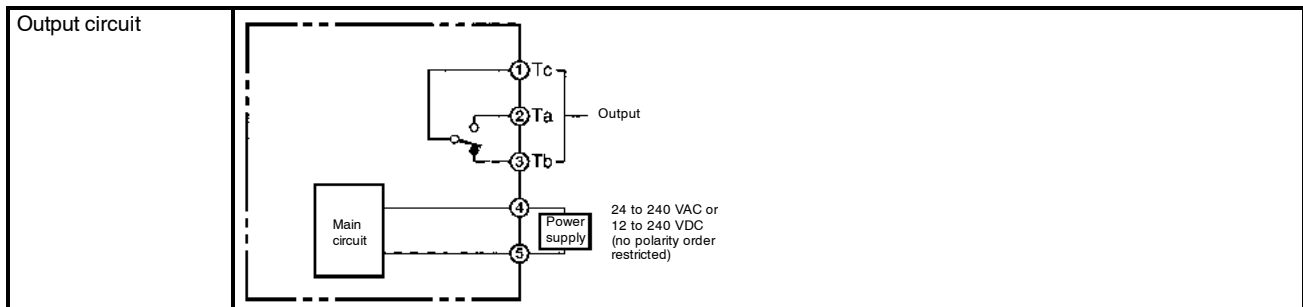 Output circuit
1 Tc
2 Ta
Output
3 Tb
Main
circuit
4
Power
supply
5
24 to 240 VAC or
12 to 240 VDC
(no polarity order
restricted)